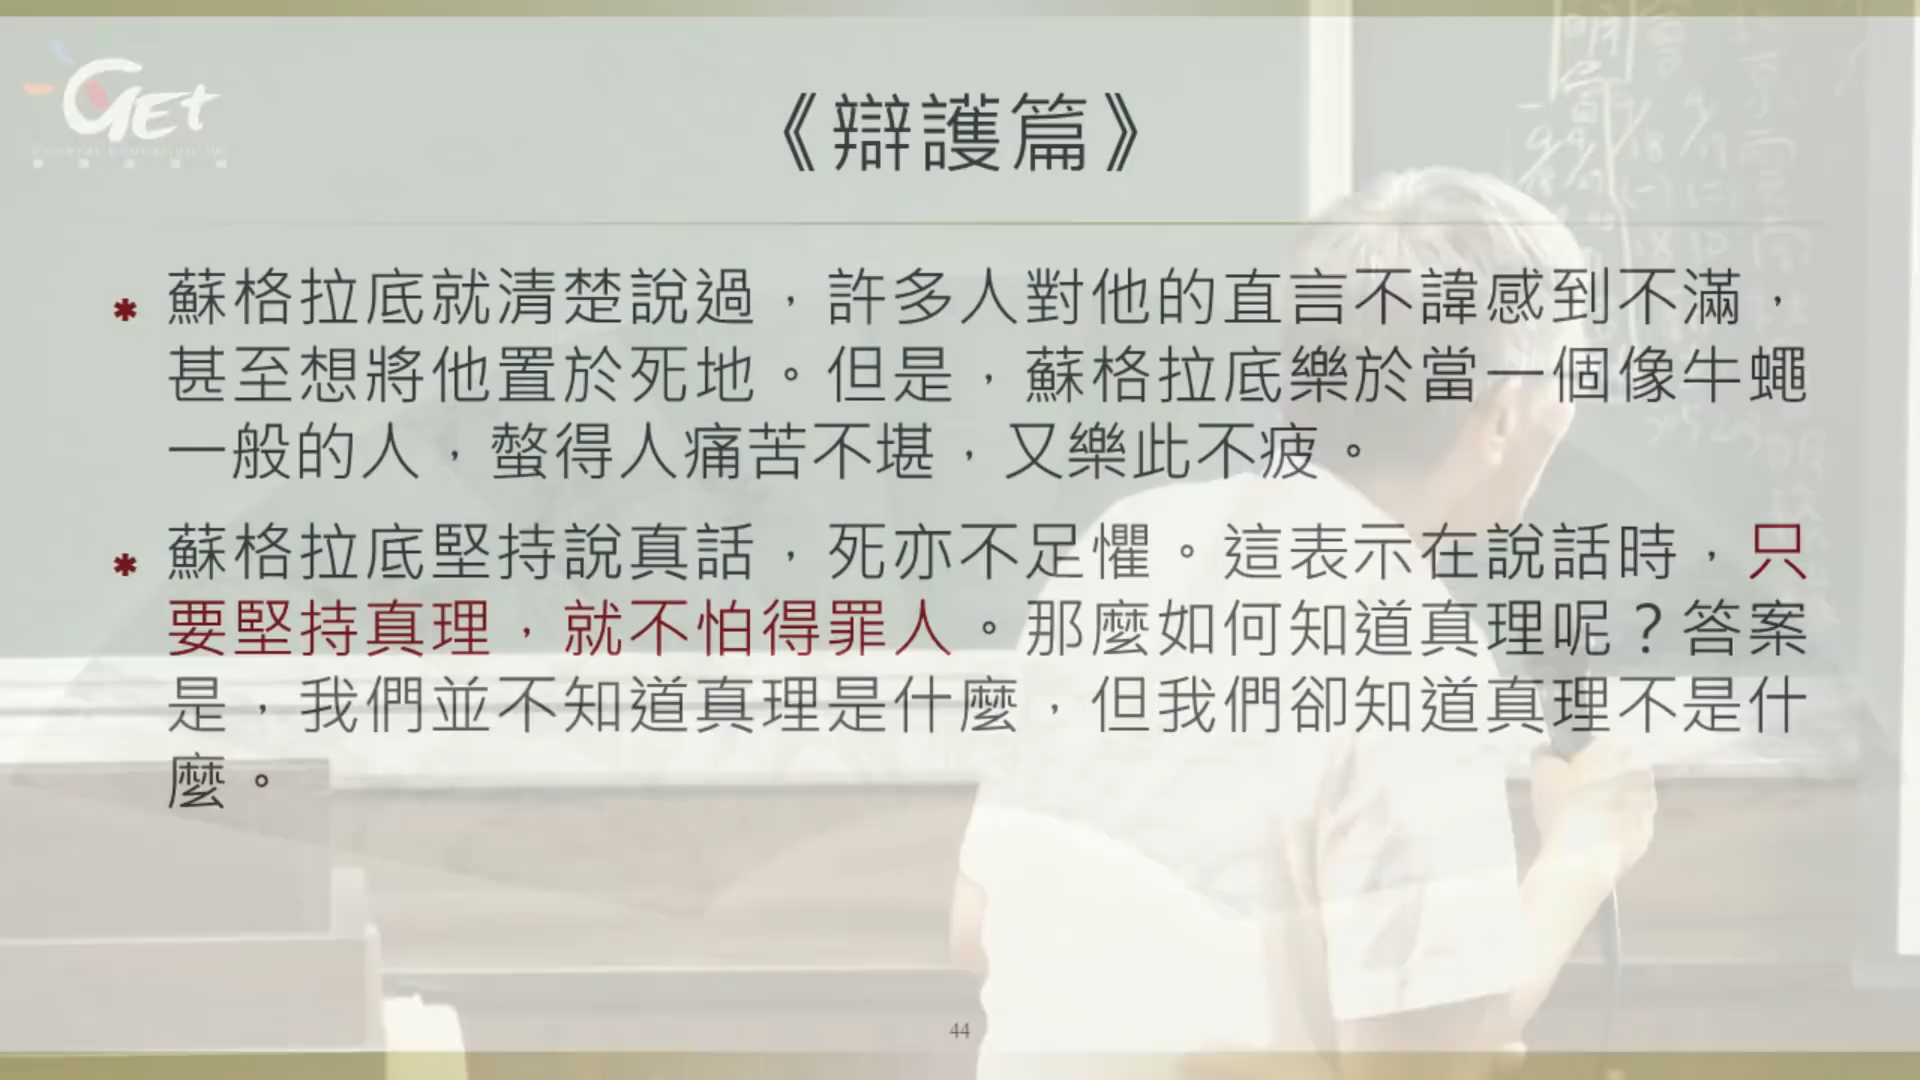 GEt
《辯護篇》
蘇格拉底就清楚說過，許多人對他的直言不諱感到不滿，
甚至想將他置於死地。但是，蘇格拉底樂於當一個像牛蠅
一般的人，螫得人痛苦不堪，又樂此不疲。
蘇格拉底堅持說真話，死亦不足懼。這表示在說話時，只
要堅持真理，就不怕得罪人。那麼如何知道真理呢？答案
是，我們並不知道真理是什麼，但我們卻知道真理不是什
麼。
44